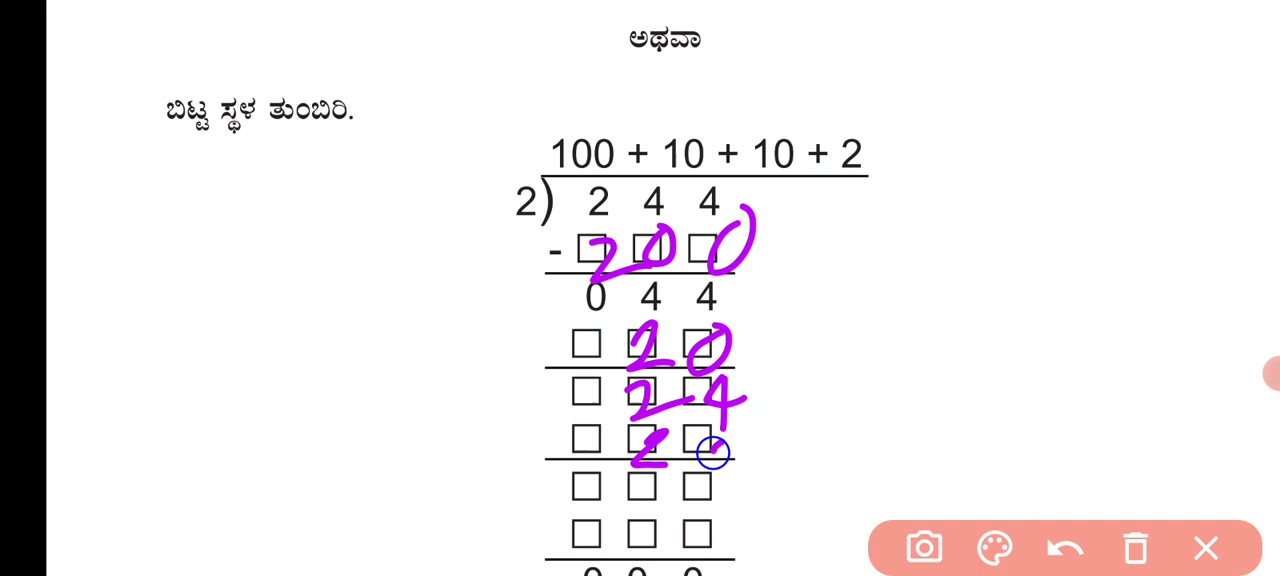 ಅಥವಾ
ಬಿಟ್ಟ ಸ್ಥಳ ತುಂಬಿರಿ.
100 + 10 + 10 + 2
2) 2 4 4
- 2 0 0
0 4 4
2 0
2 4
2